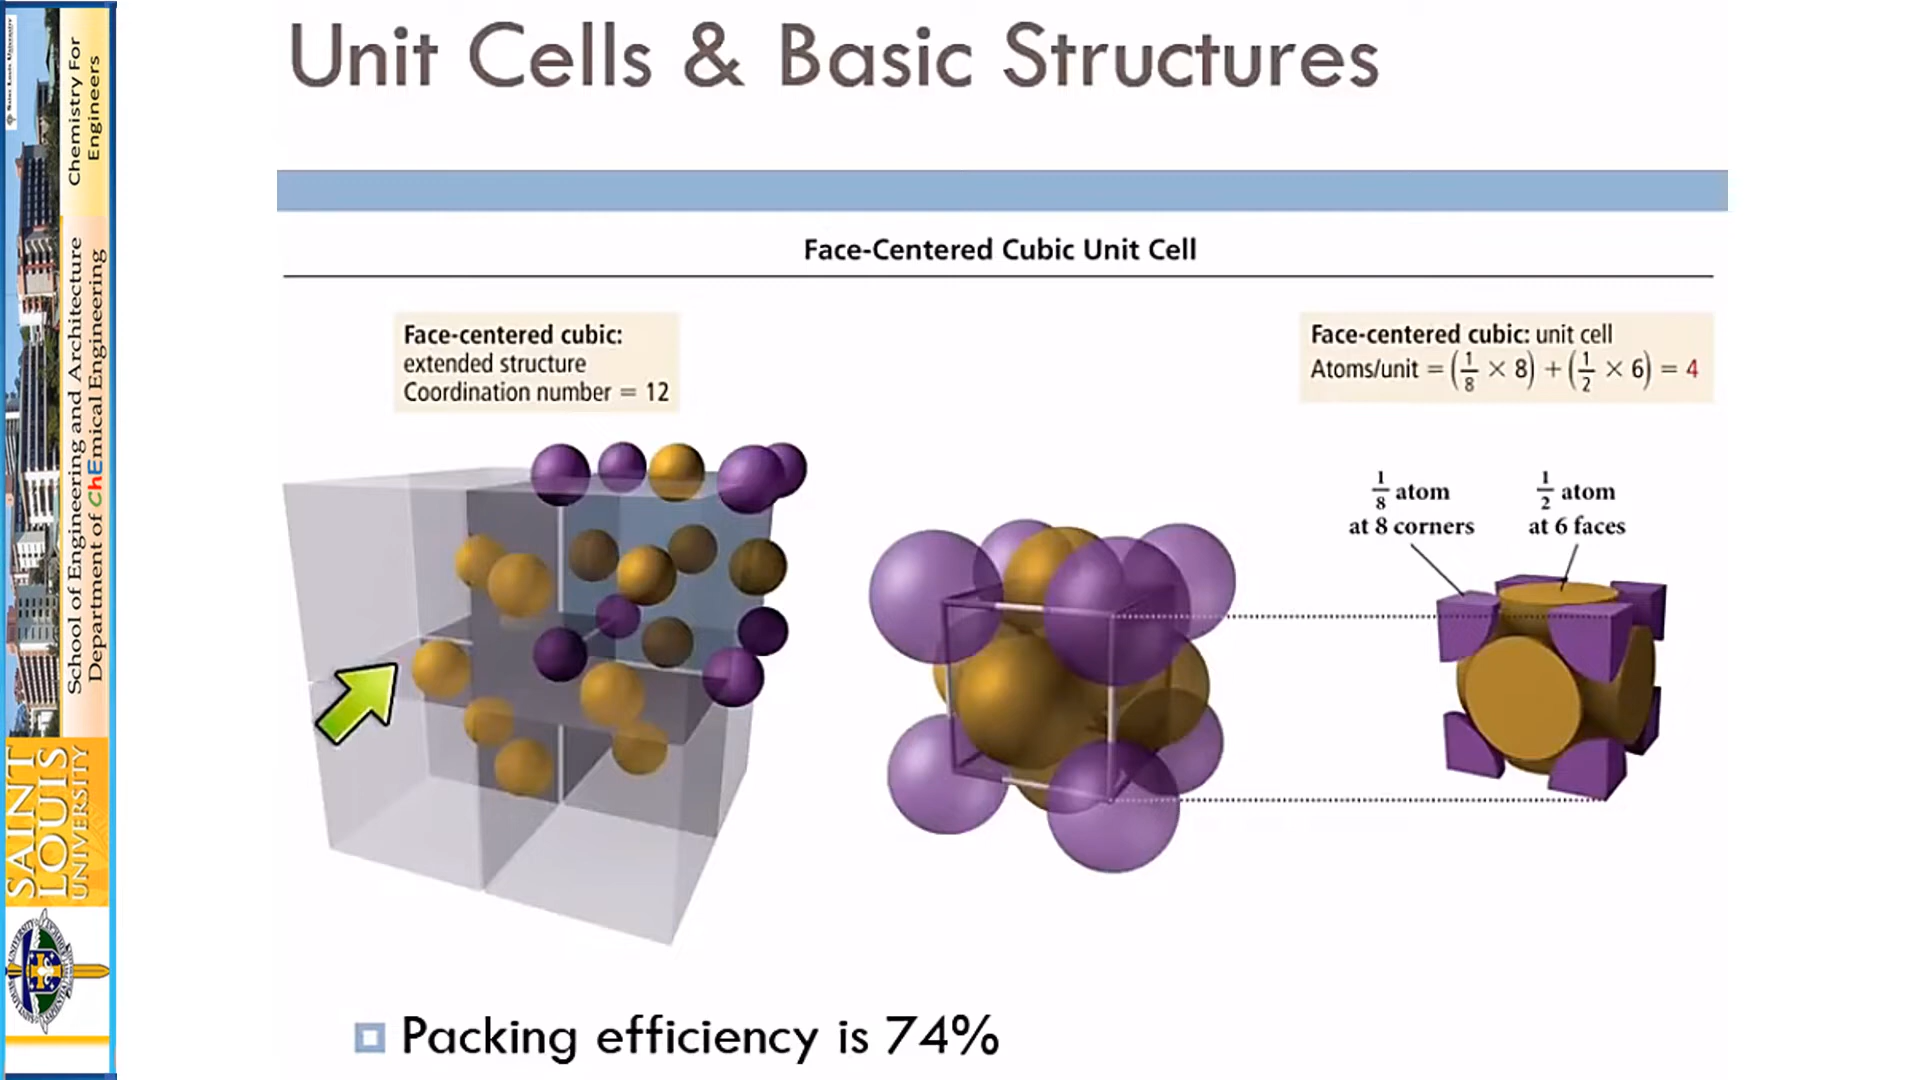 Unit Cells & Basic Structures
Face-Centered Cubic Unit Cell
Face-centered cubic:
extended structure
Coordination number = 12
Face-centered cubic: unit cell
Atoms/unit = (1/8 × 8) + (1/2 × 6) = 4
1/8 atom
at 8 corners
1/2 atom
at 6 faces
Packing efficiency is 74%
Chemistry For
Engineers
School of Engineering and Architecture
Department of ChEmical Engineering
SAINT
LOUIS
UNIVERSITY